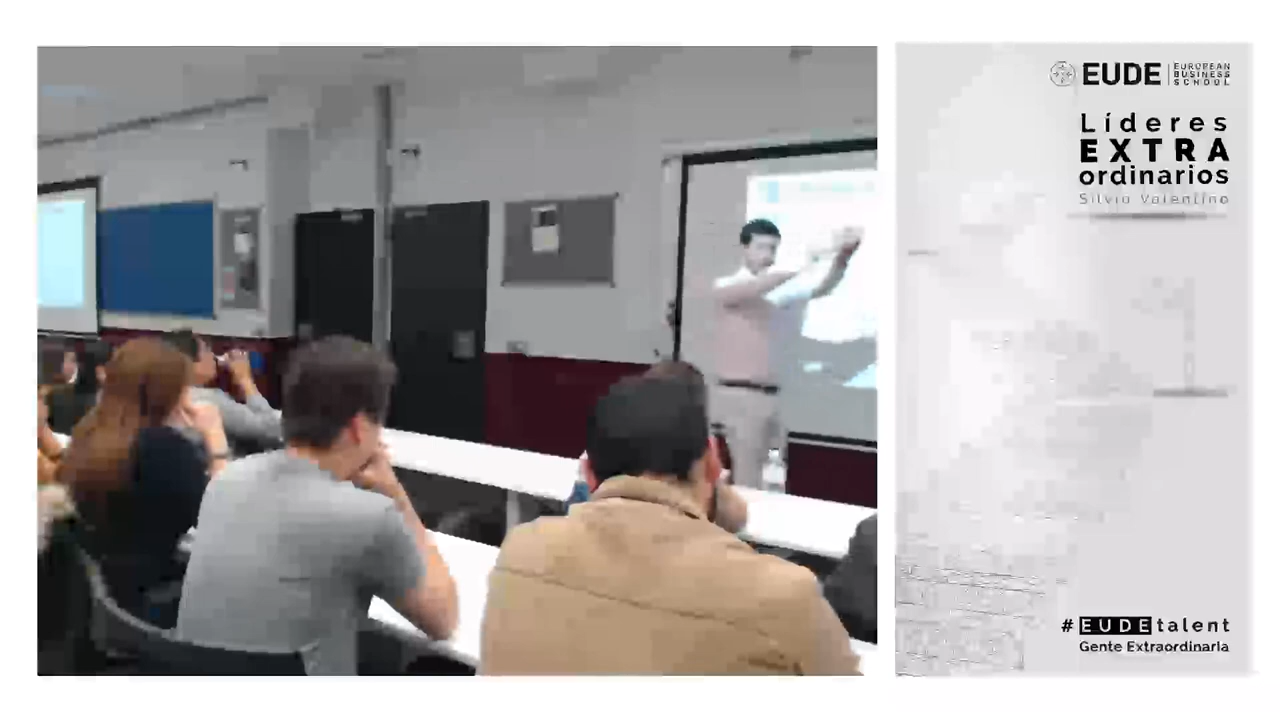 EUDE
EUROPEAN
BUSINESS
SCHOOL
Líderes
EXTRA
ordinarios
Silvio Valentino
#EUDEtalent
Gente Extraordinaria